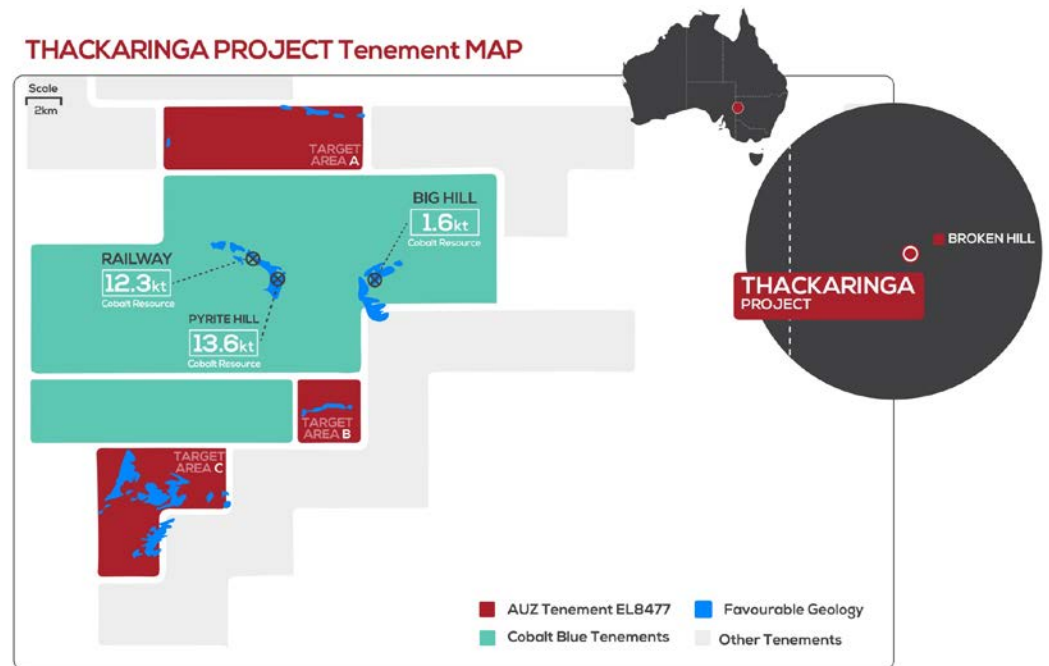 THACKARINGA PROJECT Tenement MAP
Scale
2km
TARGET
AREA A
BIG HILL
1.6kt
Cobalt Resource
RAILWAY
12.3kt
Cobalt Resource
PYRITE HILL
13.6kt
Cobalt Resource
BROKEN HILL
THACKARINGA
PROJECT
TARGET
AREA B
TARGET
AREA C
AUZ Tenement EL8477
Favourable Geology
Cobalt Blue Tenements
Other Tenements